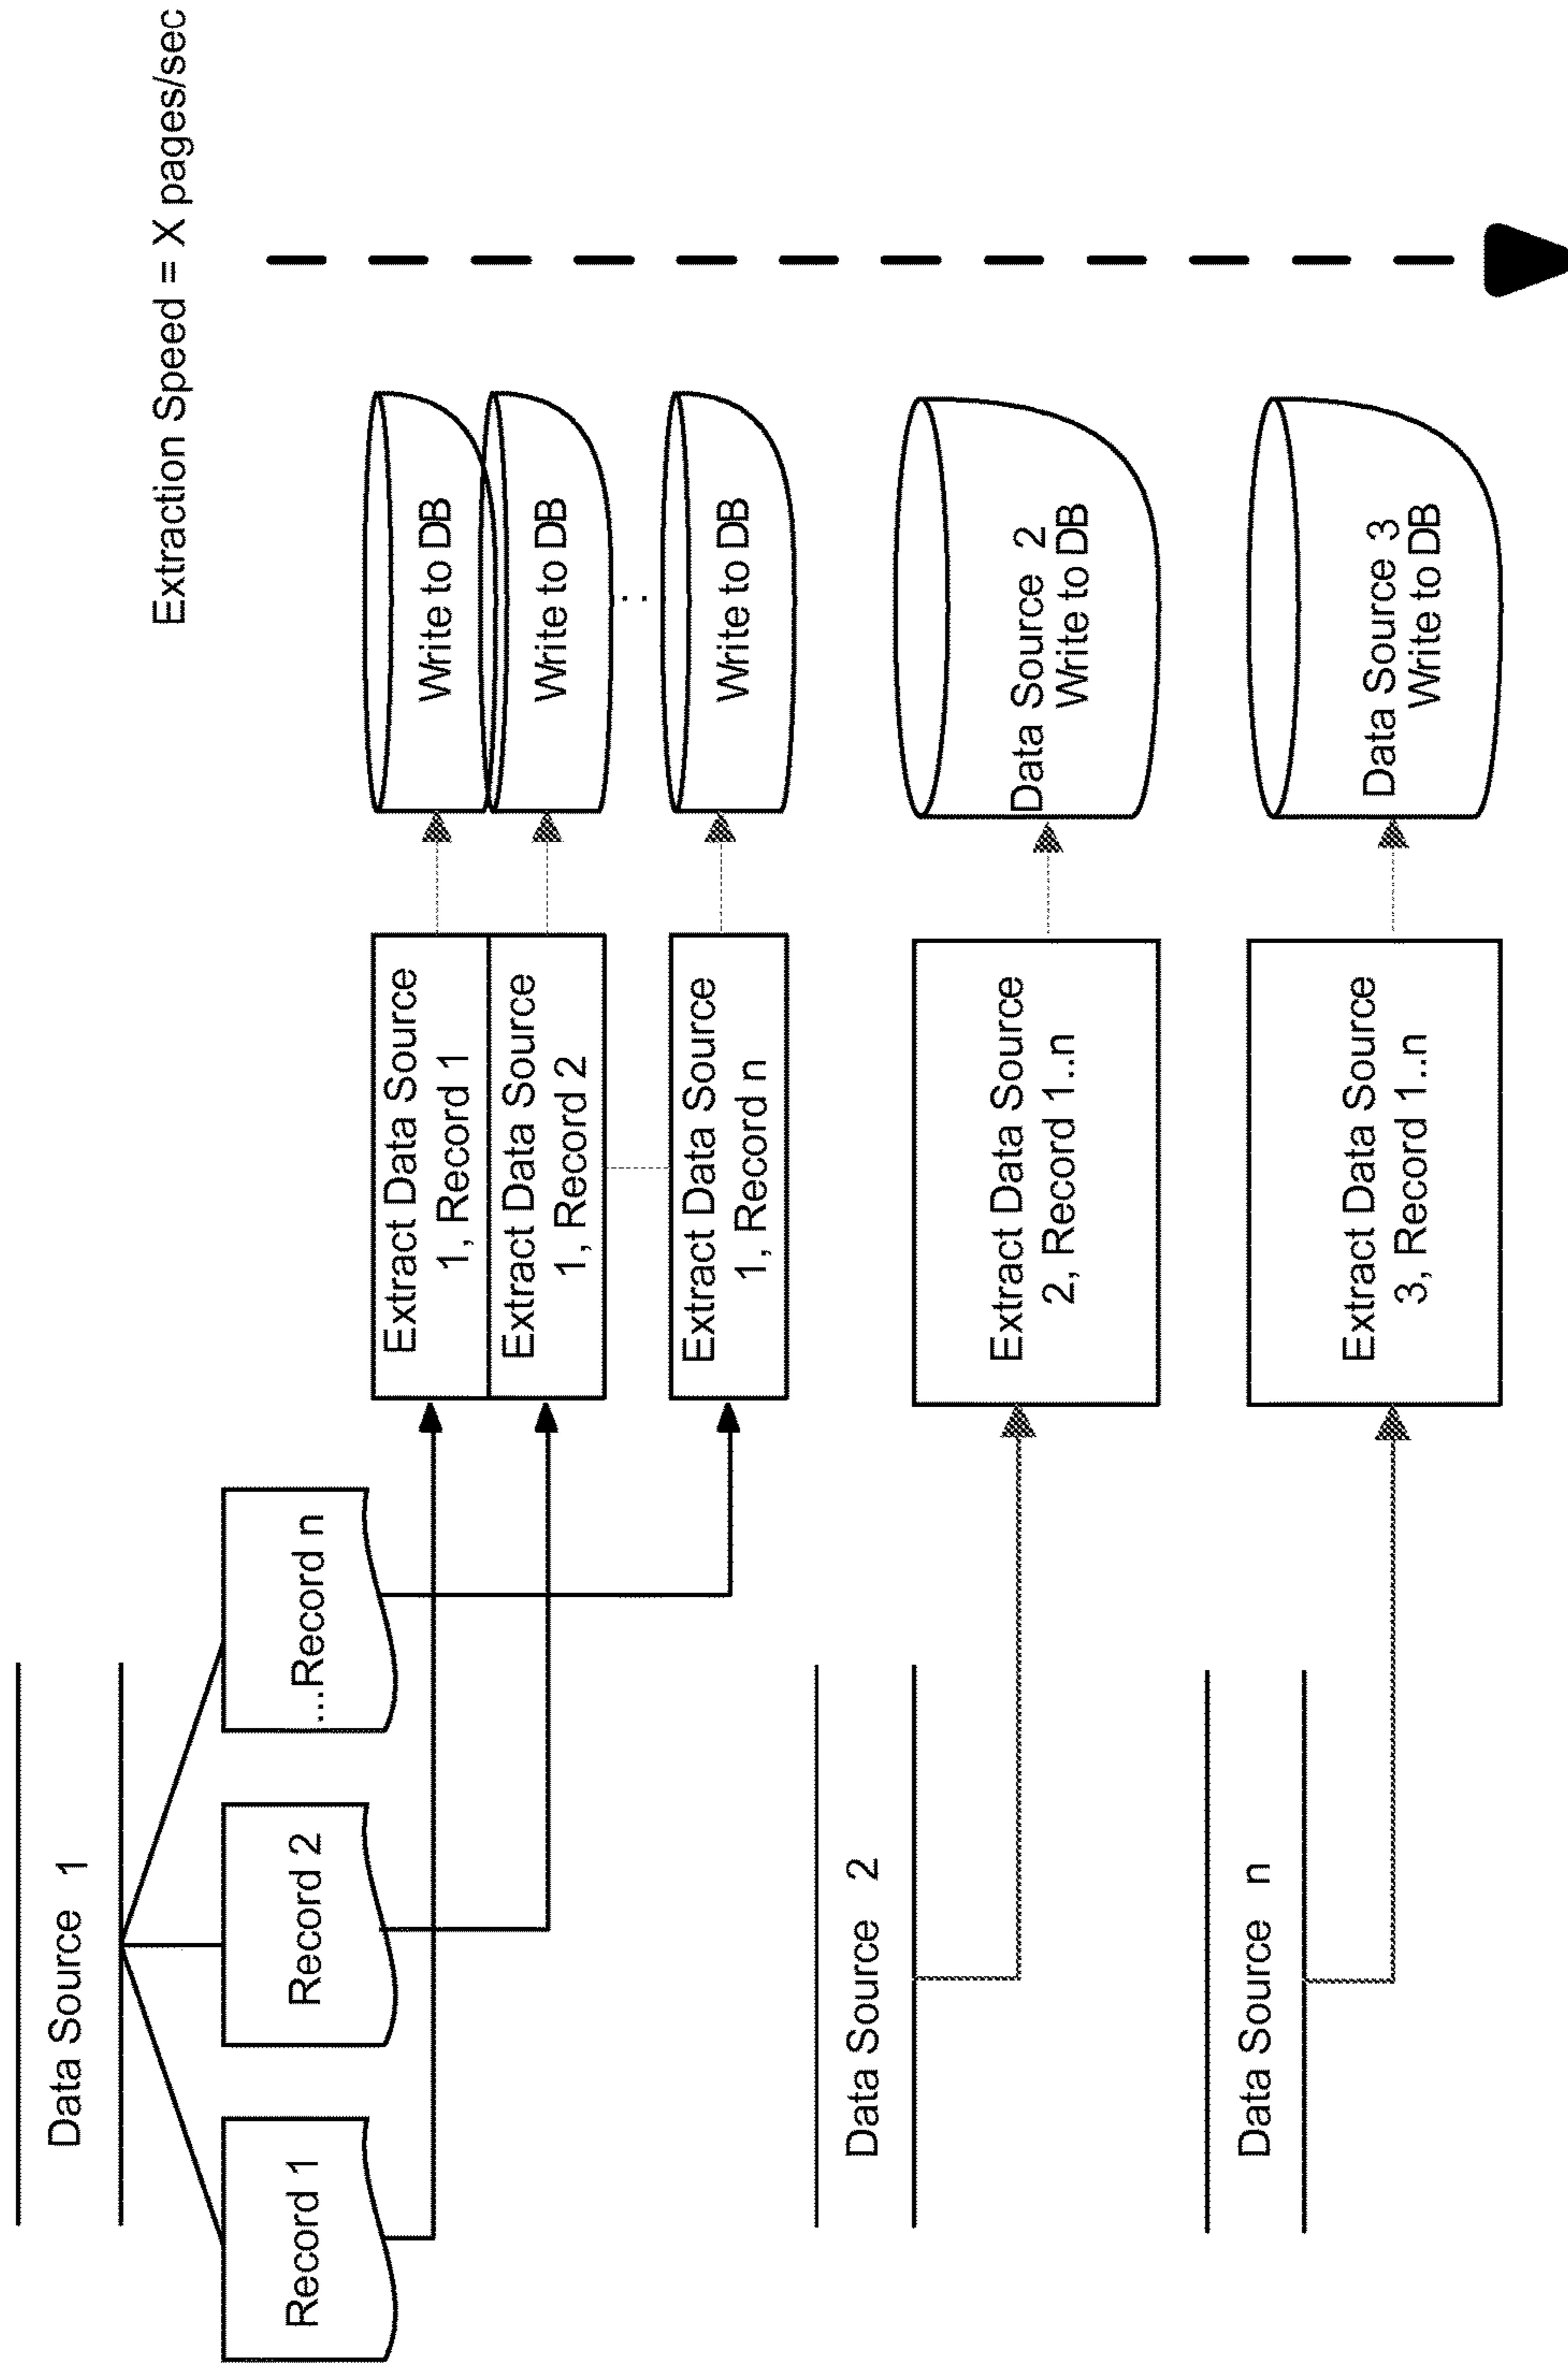 Extraction Speed = X pages/sec
Data Source 1
Record 1
Record 2
...Record n
Extract Data Source
1, Record 1
Write to DB
Extract Data Source
1, Record 2
Write to DB
. .
Extract Data Source
1, Record n
Write to DB
Data Source 2
Extract Data Source
2, Record 1..n
Data Source 2
Write to DB
Data Source n
Extract Data Source
3, Record 1..n
Data Source 3
Write to DB